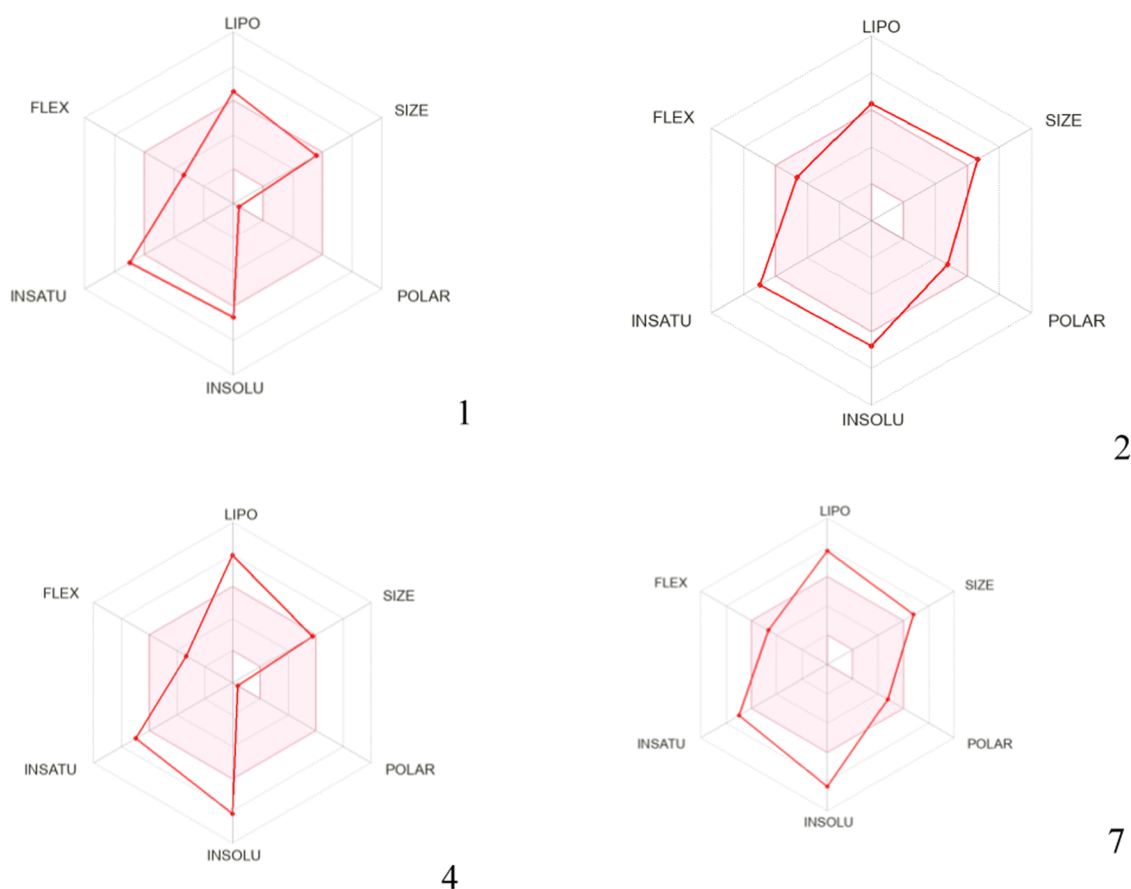 LIPO
FLEX
SIZE
INSATU
POLAR
INSOLU
1
LIPO
FLEX
SIZE
INSATU
POLAR
INSOLU
2
LIPO
FLEX
SIZE
INSATU
POLAR
INSOLU
4
LIPO
FLEX
SIZE
INSATU
POLAR
INSOLU
7